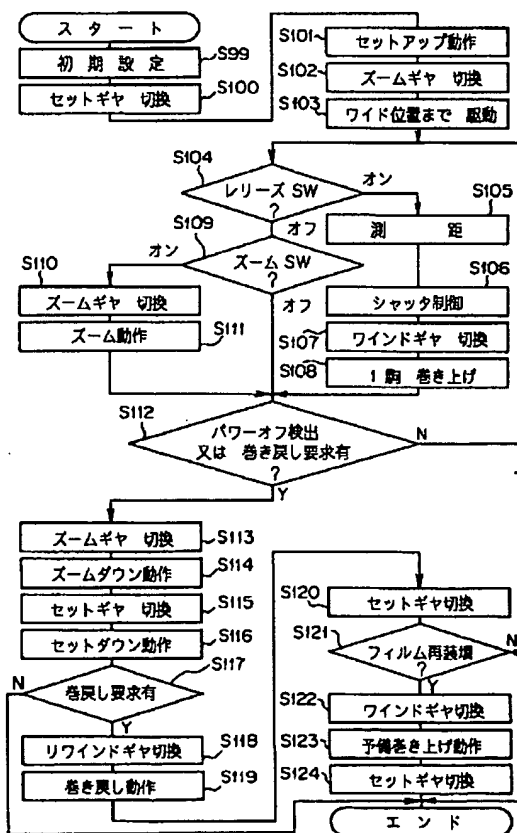 スタート
初期設定
S99
セットギヤ 切換
S100
S101
セットアップ動作
S102
ズームギヤ 切換
S103
ワイド位置まで 駆動
S104
レリーズ SW
?
オン
オフ
S105
測 距
S106
シャッタ制御
S107
ワインドギヤ 切換
S108
1 駒 巻き上げ
S109
ズーム SW
?
オン
オフ
S110
ズームギヤ 切換
ズーム動作
S111
S112
パワーオフ検出
又は 巻き戻し要求有
?
N
Y
ズームギヤ 切換
S113
ズームダウン動作
S114
セットギヤ 切換
S115
セットダウン動作
S116
S117
N
巻戻し要求有
?
Y
リワインドギヤ切換
S118
巻き戻し動作
S119
S120
セットギヤ切換
S121
フィルム再装填
?
N
Y
S122
ワインドギヤ切換
S123
予備巻き上げ動作
S124
セットギヤ切換
エンド